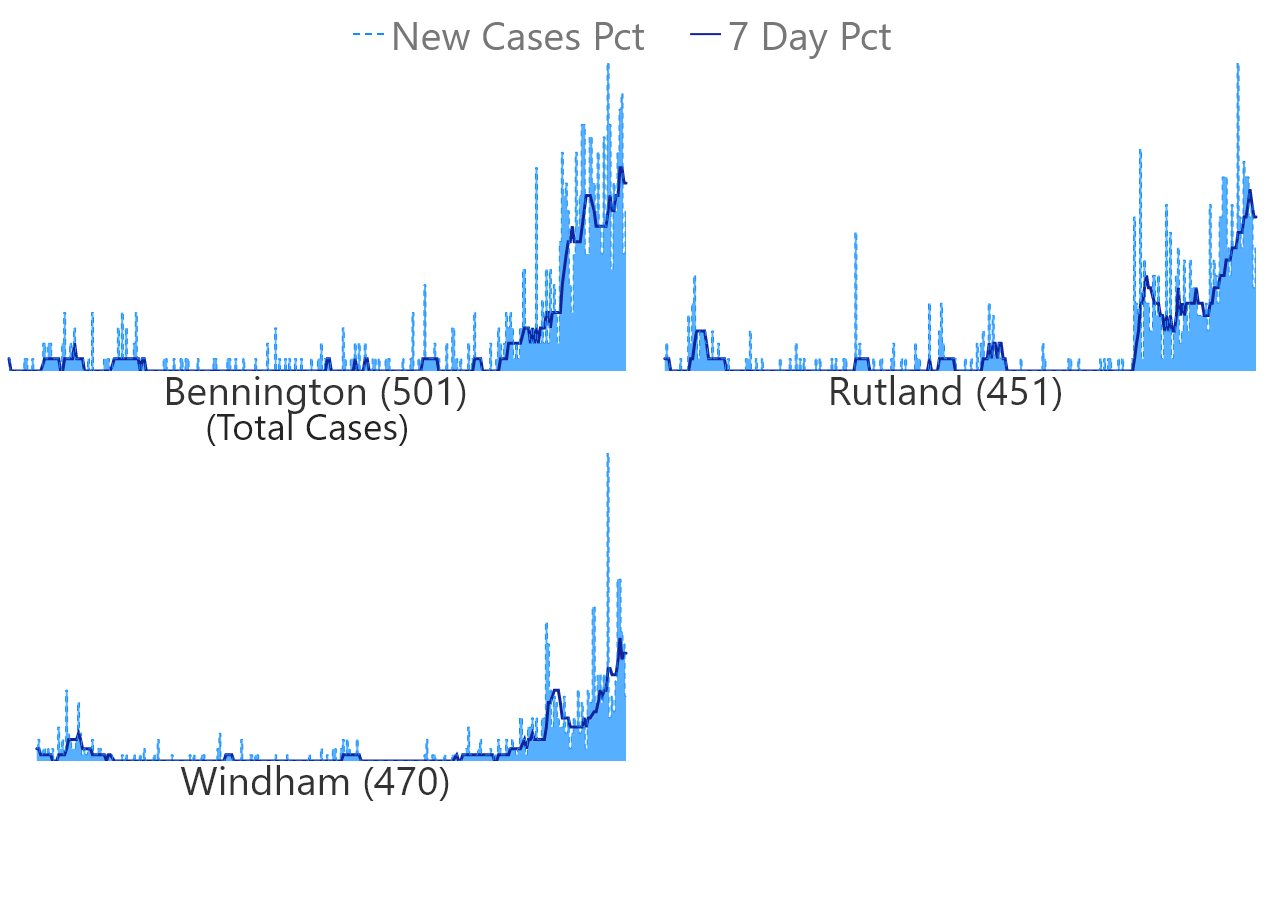 New Cases Pct 7 Day Pct
Bennington (501)
(Total Cases)
Rutland (451)
Windham (470)